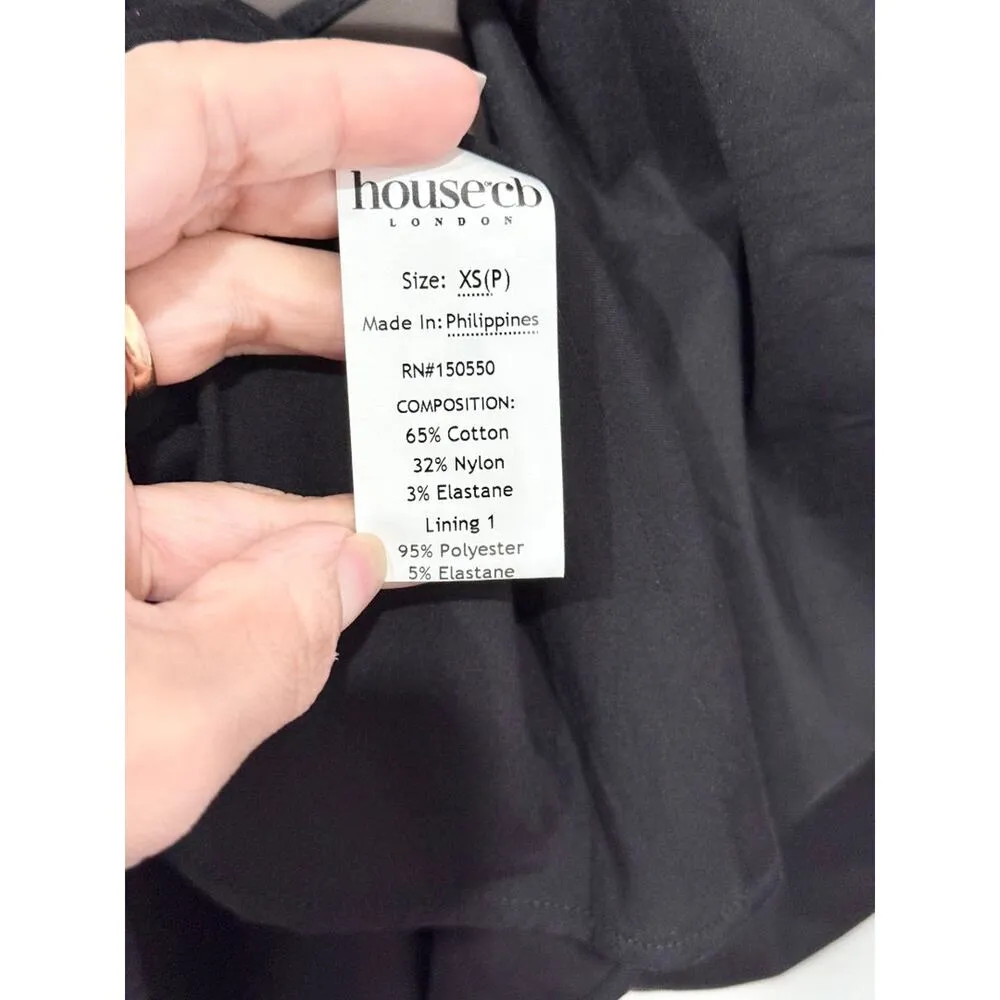 house of cb
LONDON
Size: XS(P)
Made In: Philippines
RN#150550
COMPOSITION:
65% Cotton
32% Nylon
3% Elastane
Lining 1
95% Polyester
5% Elastane